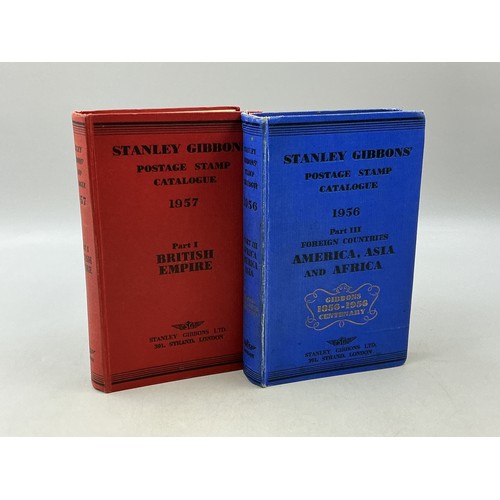 STANLEY GIBBONS'
POSTAGE STAMP
CATALOGUE
1957
Part I
BRITISH
EMPIRE
STANLEY GIBBONS LTD
391, STRAND, LONDON
STANLEY GIBBONS'
POSTAGE STAMP
CATALOGUE
1956
Part III
FOREIGN COUNTRIES
AMERICA, ASIA
AND AFRICA
GIBBONS
1856-1956
CENTENARY
STANLEY GIBBONS LTD
391, STRAND, LONDON